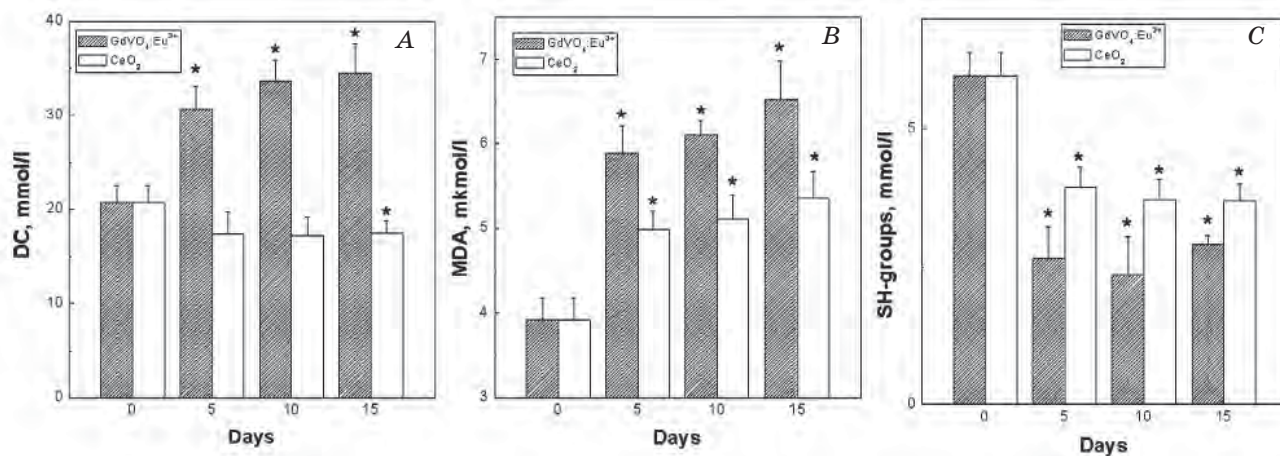 A
GdVO₄:Eu³⁺
CeO₂
40
30
20
10
0
DC, mmol/l
0 5 10 15
Days
* * * *
B
GdVO₄:Eu³⁺
CeO₂
7
6
5
4
3
MDA, mkmol/l
0 5 10 15
Days
* * * * * *
C
GdVO₄:Eu³⁺
CeO₂
5
0
SH-groups, mmol/l
0 5 10 15
Days
* * * * * *